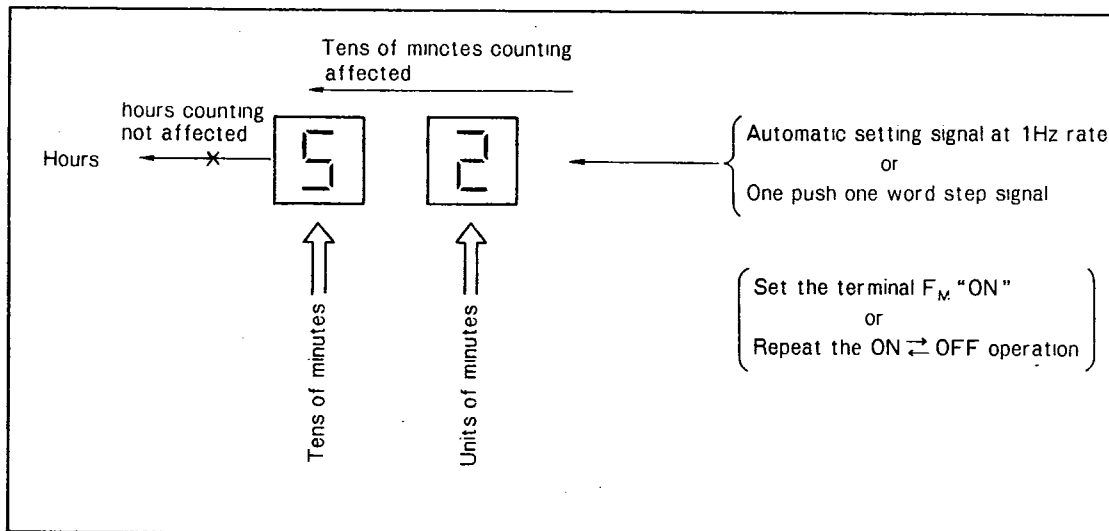 Tens of minctes counting
affected
hours counting
not affected
Hours
5
2
Automatic setting signal at 1Hz rate
or
One push one word step signal
Set the terminal FM "ON"
or
Repeat the ON ⇄ OFF operation
Tens of minutes
Units of minutes